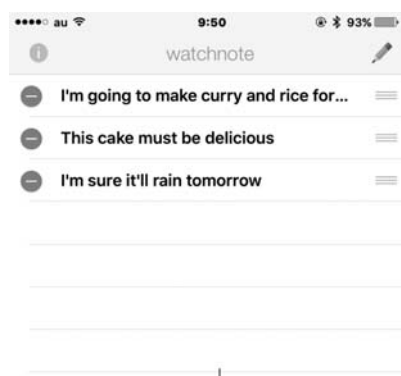 au 9:50 93%
watchnote
I'm going to make curry and rice for...
This cake must be delicious
I'm sure it'll rain tomorrow